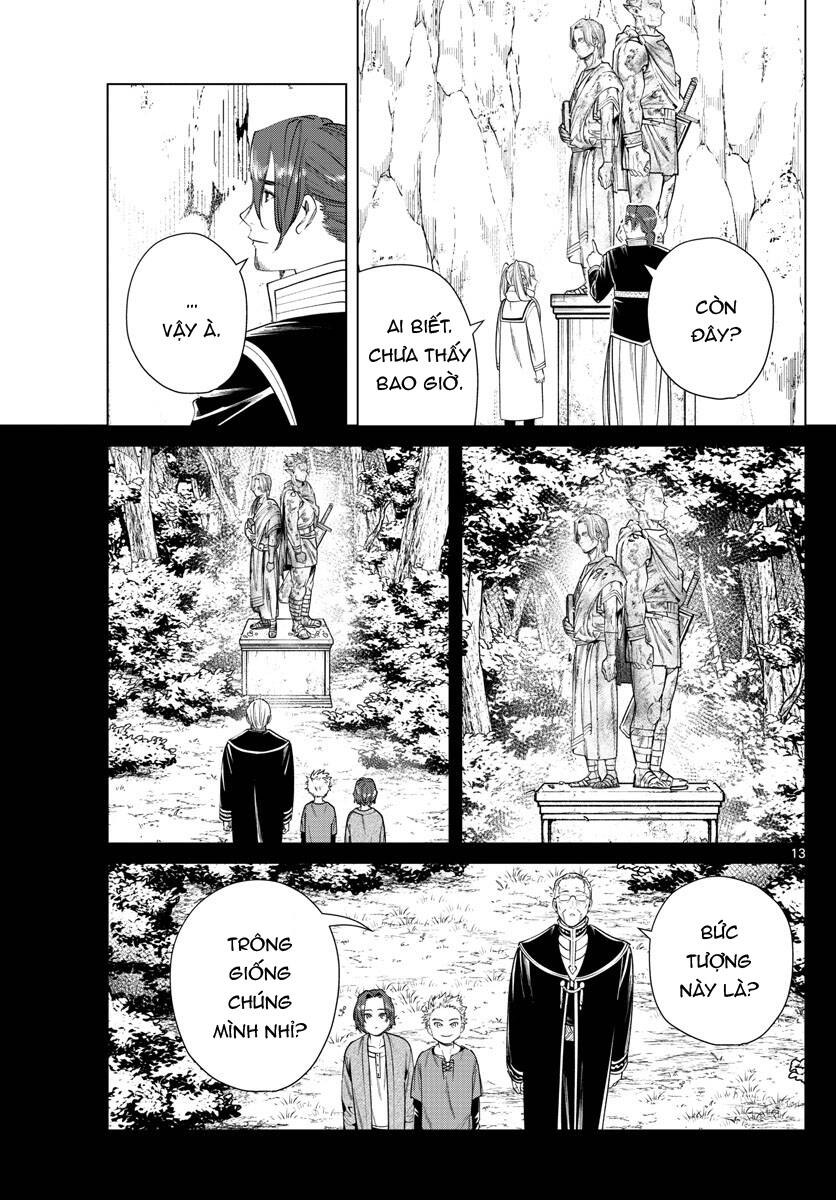 CÒN
ĐÂY?
AI BIẾT,
CHƯA THẤY
BAO GIỜ.
...
VẬY À.
13
BỨC
TƯỢNG
NÀY LÀ?
TRÔNG
GIỐNG
CHÚNG
MÌNH NHỈ?